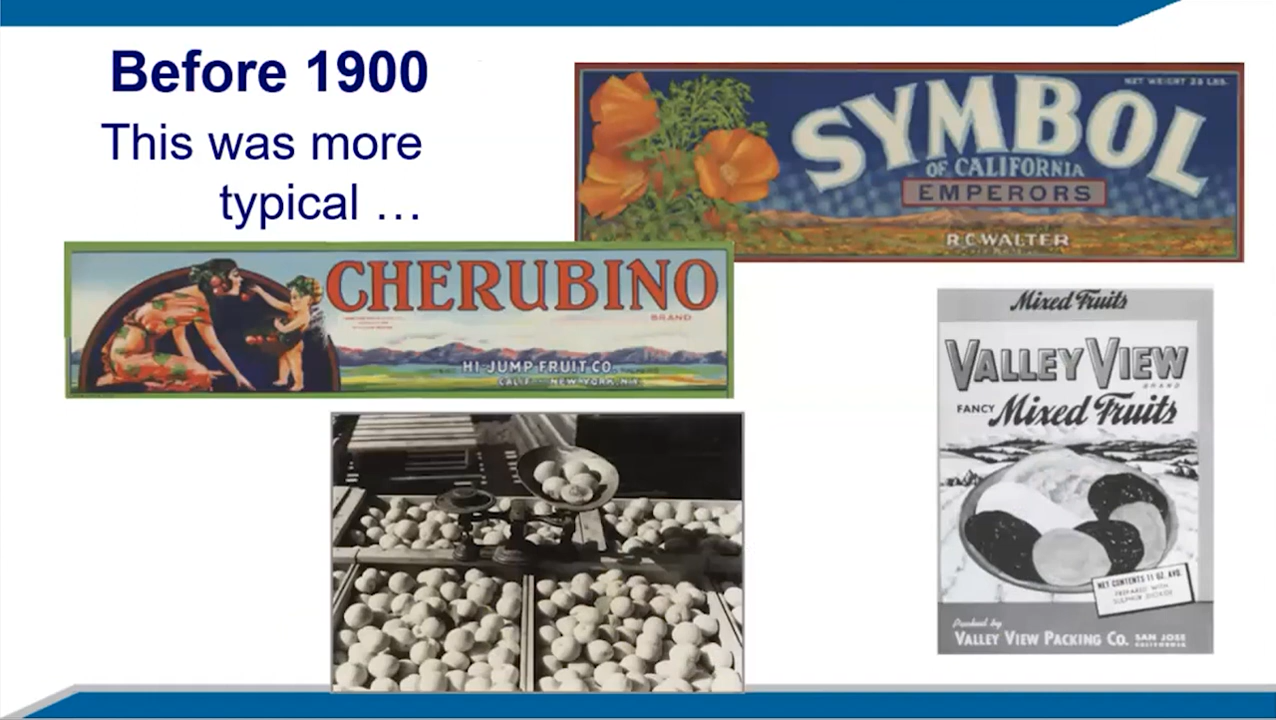 Before 1900
This was more
typical …
NET WEIGHT 28 LBS.
SYMBOL
OF CALIFORNIA
EMPERORS
R.C. WALTER
CHERUBINO
BRAND
HI-JUMP FRUIT CO.
CALIF. NEW YORK, N.Y.
Mixed Fruits
VALLEY VIEW
BRAND
FANCY Mixed Fruits
NET CONTENTS 11 OZ. AVD.
PREPARED WITH
SULPHUR DIOXIDE
Packed by
VALLEY VIEW PACKING CO. SAN JOSE
CALIFORNIA